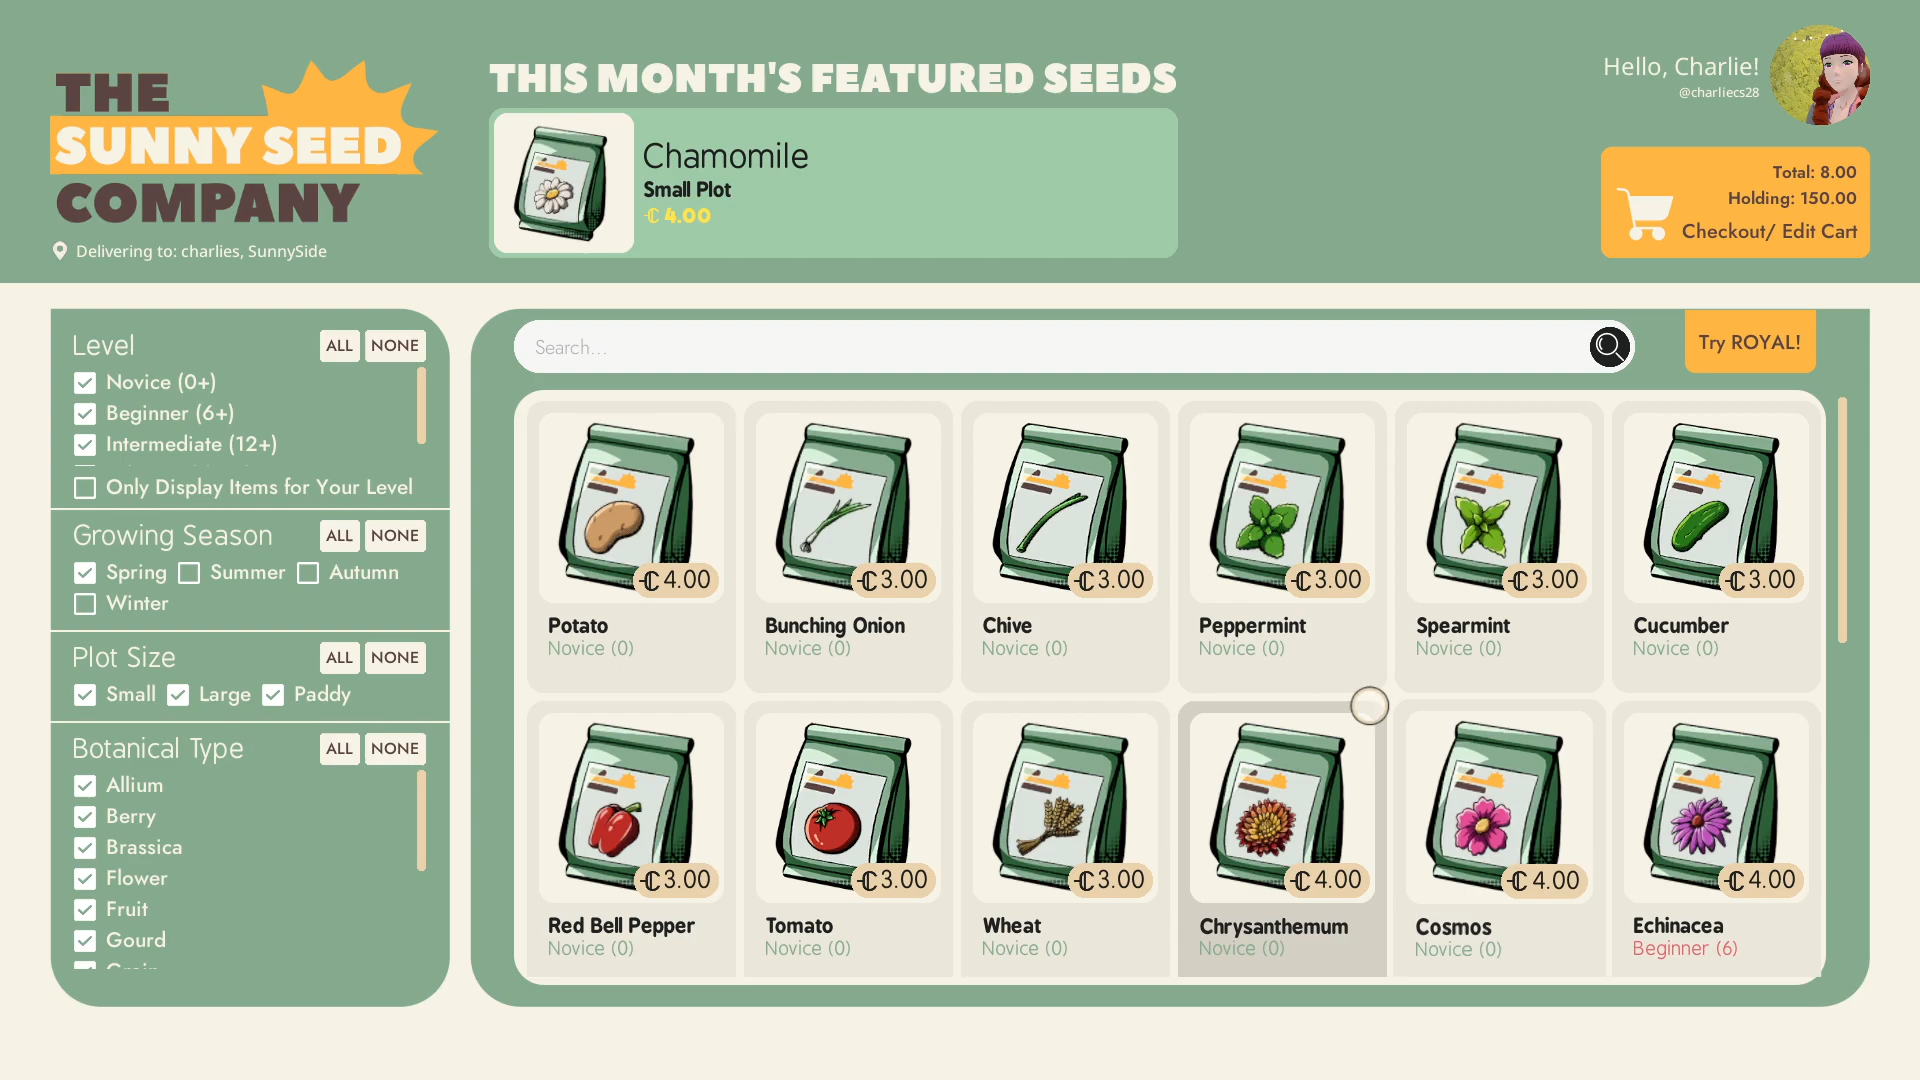 THE
SUNNY SEED
COMPANY
Delivering to: charlies, SunnySide
THIS MONTH'S FEATURED SEEDS
Chamomile
Small Plot
₵ 4.00
Hello, Charlie!
@charliecs28
Total: 8.00
Holding: 150.00
Checkout/ Edit Cart
Level
ALL NONE
Novice (0+)
Beginner (6+)
Intermediate (12+)
Only Display Items for Your Level
Growing Season
ALL NONE
Spring Summer Autumn
Winter
Plot Size
ALL NONE
Small Large Paddy
Botanical Type
ALL NONE
Allium
Berry
Brassica
Flower
Fruit
Gourd
Search...
Try ROYAL!
₵4.00
Potato
Novice (0)
₵3.00
Bunching Onion
Novice (0)
₵3.00
Chive
Novice (0)
₵3.00
Peppermint
Novice (0)
₵3.00
Spearmint
Novice (0)
₵3.00
Cucumber
Novice (0)
₵3.00
Red Bell Pepper
Novice (0)
₵3.00
Tomato
Novice (0)
₵3.00
Wheat
Novice (0)
₵4.00
Chrysanthemum
Novice (0)
₵4.00
Cosmos
Novice (0)
₵4.00
Echinacea
Beginner (6)